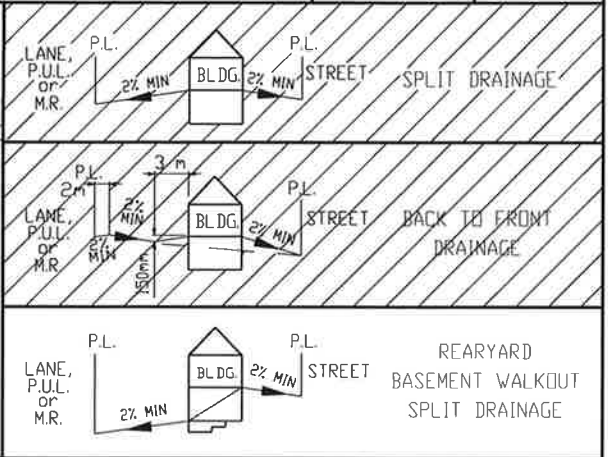 P.L.
P.L.
LANE,
P.U.L.
or
M.R.
2% MIN
BLDG.
2% MIN
STREET
SPLIT DRAINAGE
3 m
P.L.
2m
P.L.
LANE,
P.U.L.
or
M.R.
2%
MIN
2%
MIN
150mm
BLDG.
2% MIN
STREET
BACK TO FRONT
DRAINAGE
P.L.
P.L.
LANE,
P.U.L.
or
M.R.
2% MIN
BLDG.
2% MIN
STREET
REARYARD
BASEMENT WALKOUT
SPLIT DRAINAGE